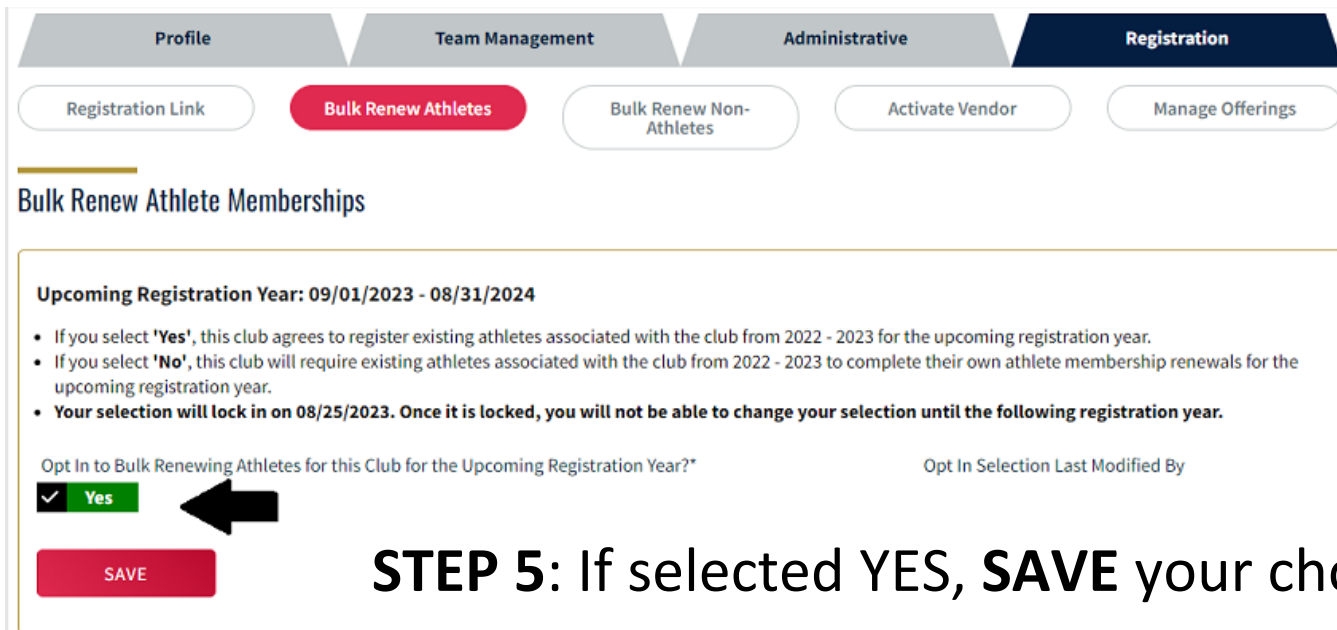 Profile Team Management Administrative Registration
Registration Link Bulk Renew Athletes Bulk Renew Non-
Athletes Activate Vendor Manage Offerings
Bulk Renew Athlete Memberships
Upcoming Registration Year: 09/01/2023 - 08/31/2024
• If you select 'Yes', this club agrees to register existing athletes associated with the club from 2022 - 2023 for the upcoming registration year.
• If you select 'No', this club will require existing athletes associated with the club from 2022 - 2023 to complete their own athlete membership renewals for the
upcoming registration year.
• Your selection will lock in on 08/25/2023. Once it is locked, you will not be able to change your selection until the following registration year.
Opt In to Bulk Renewing Athletes for this Club for the Upcoming Registration Year?* Opt In Selection Last Modified By
Yes
SAVE
STEP 5: If selected YES, SAVE your